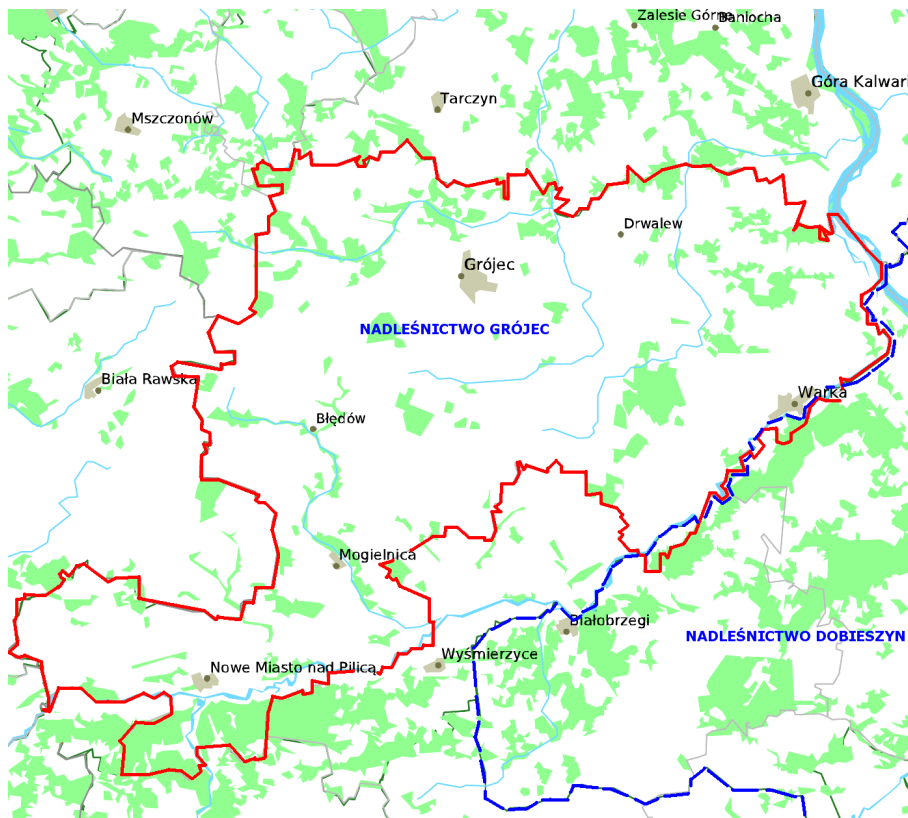 Zalesie Górne
Baniocha
Góra Kalwari
Tarczyn
Mszczonów
Drwalew
Grójec
NADLEŚNICTWO GRÓJEC
Biała Rawska
Warka
Błędów
Mogielnica
Białobrzegi
NADLEŚNICTWO DOBIESZYN
Wyśmierzyce
Nowe Miasto nad Pilicą